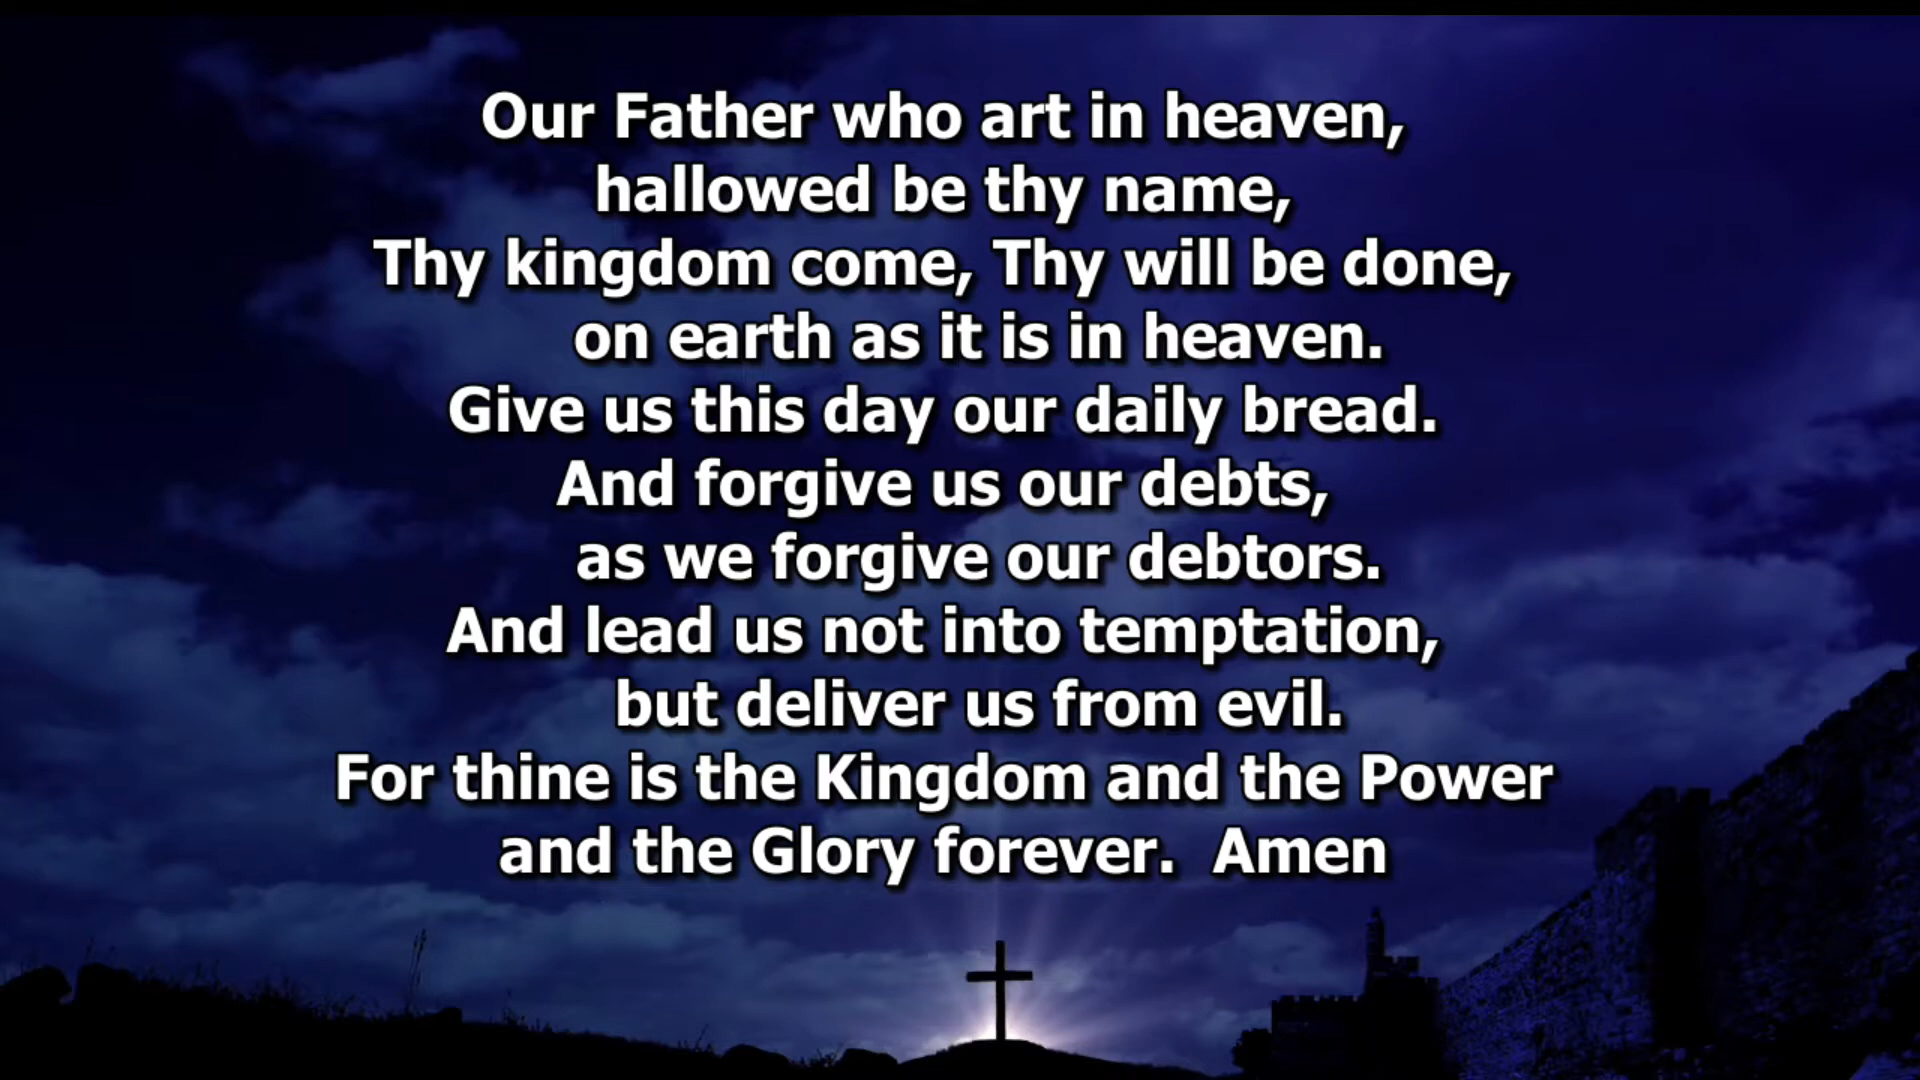 Our Father who art in heaven,
hallowed be thy name,
Thy kingdom come, Thy will be done,
on earth as it is in heaven.
Give us this day our daily bread.
And forgive us our debts,
as we forgive our debtors.
And lead us not into temptation,
but deliver us from evil.
For thine is the Kingdom and the Power
and the Glory forever.  Amen